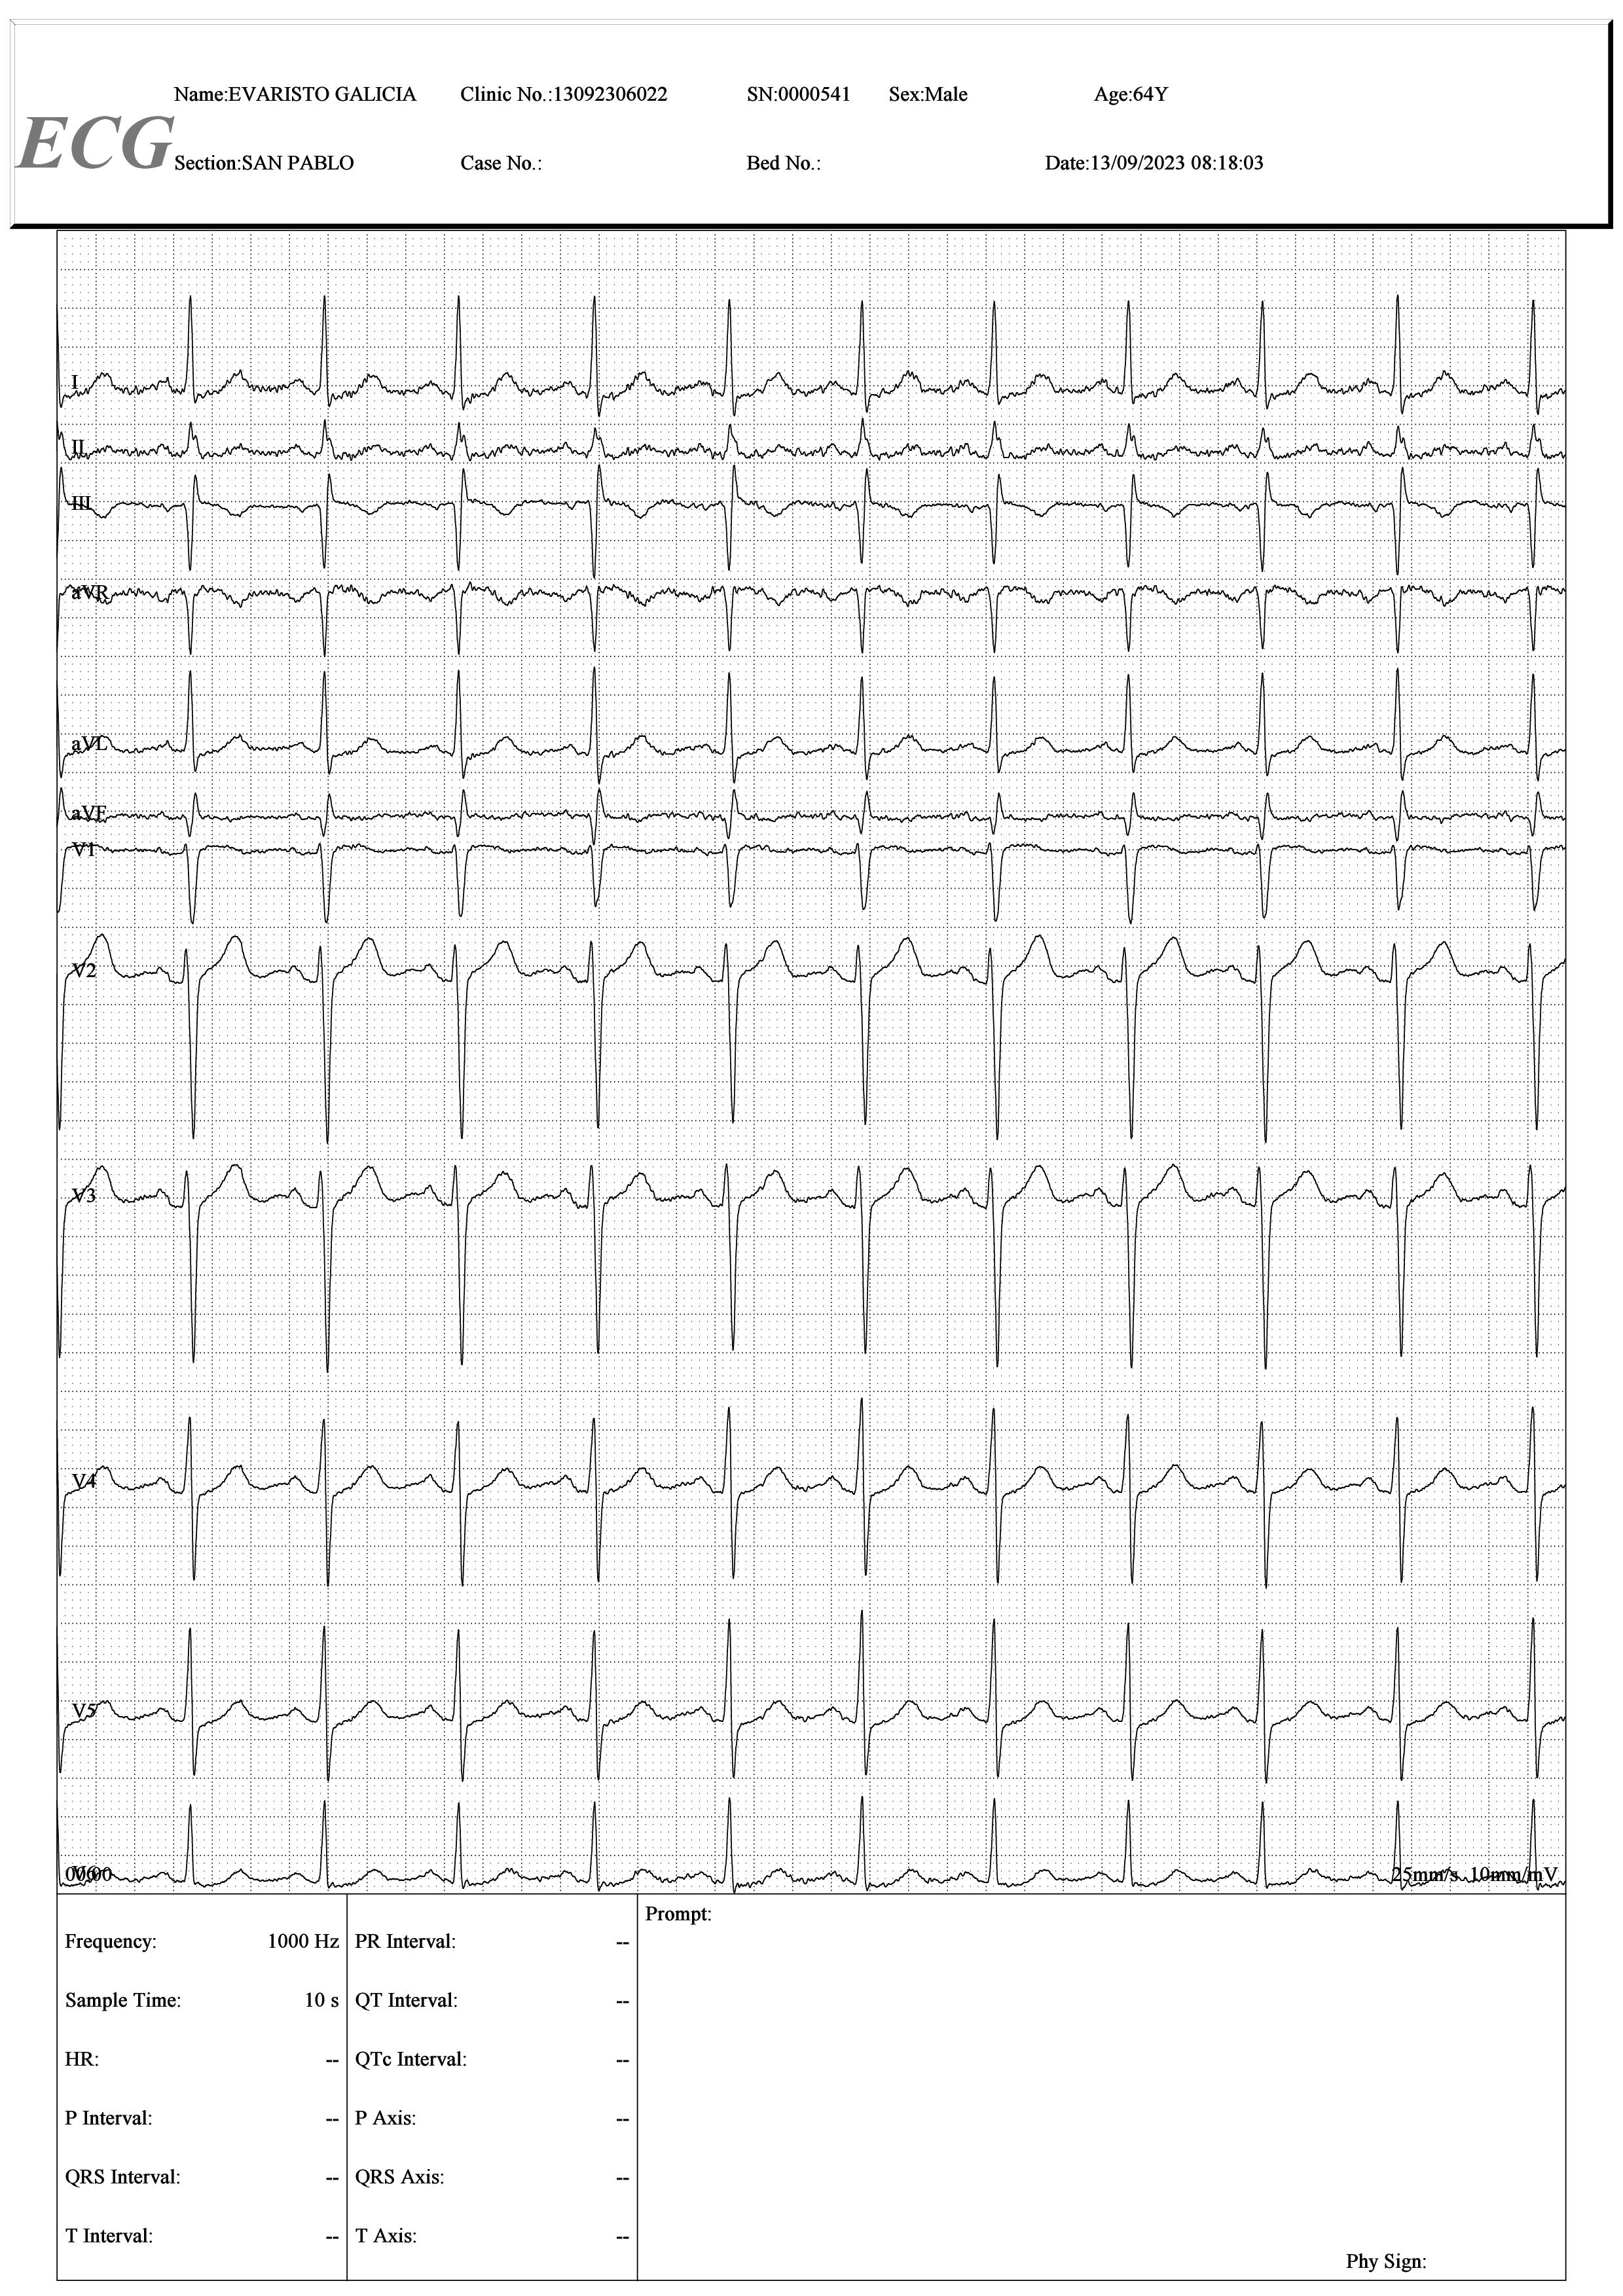 ECG
Name:EVARISTO GALICIA Clinic No.:13092306022 SN:0000541 Sex:Male Age:64Y
Section:SAN PABLO Case No.: Bed No.: Date:13/09/2023 08:18:03
I
II
III
aVR
aVL
aVF
V1
V2
V3
V4
V5
V6 25mm/s 10mm/mV
Prompt:
Frequency: 1000 Hz PR Interval: --
Sample Time: 10 s QT Interval: --
HR: -- QTc Interval: --
P Interval: -- P Axis: --
QRS Interval: -- QRS Axis: --
T Interval: -- T Axis: --
Phy Sign: